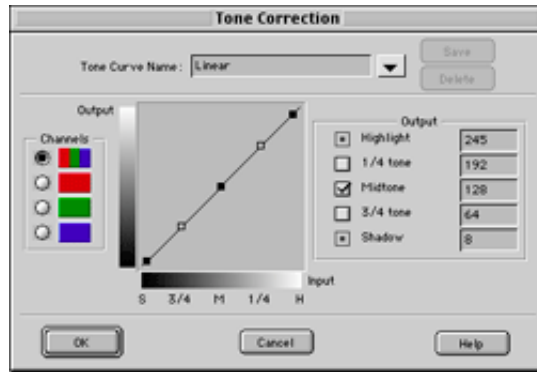 Tone Correction
Tone Curve Name: Linear
Save
Delete
Output
Channels
Output
Highlight 245
1/4 tone 192
Midtone 128
3/4 tone 64
Shadow 8
Input
S 3/4 M 1/4 H
OK
Cancel
Help